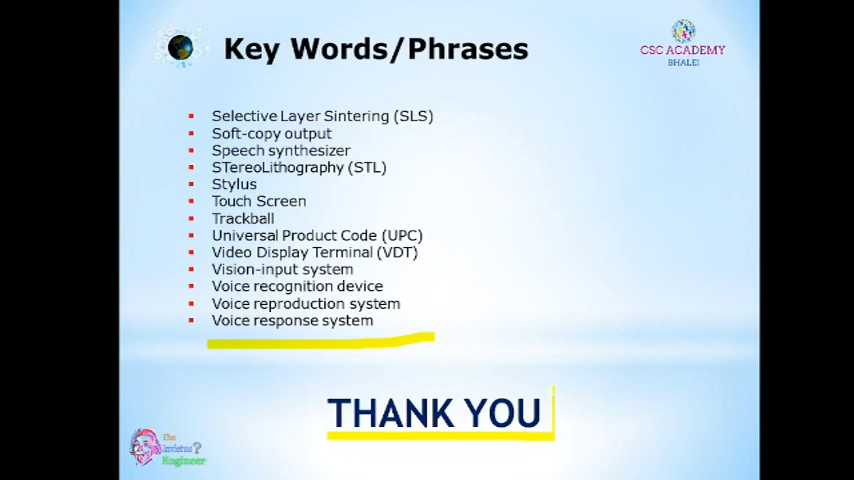 Key Words/Phrases
CSC ACADEMY
BHALEI
Selective Layer Sintering (SLS)
Soft-copy output
Speech synthesizer
STereoLithography (STL)
Stylus
Touch Screen
Trackball
Universal Product Code (UPC)
Video Display Terminal (VDT)
Vision-input system
Voice recognition device
Voice reproduction system
Voice response system
THANK YOU
The
Invictus ?
Engineer